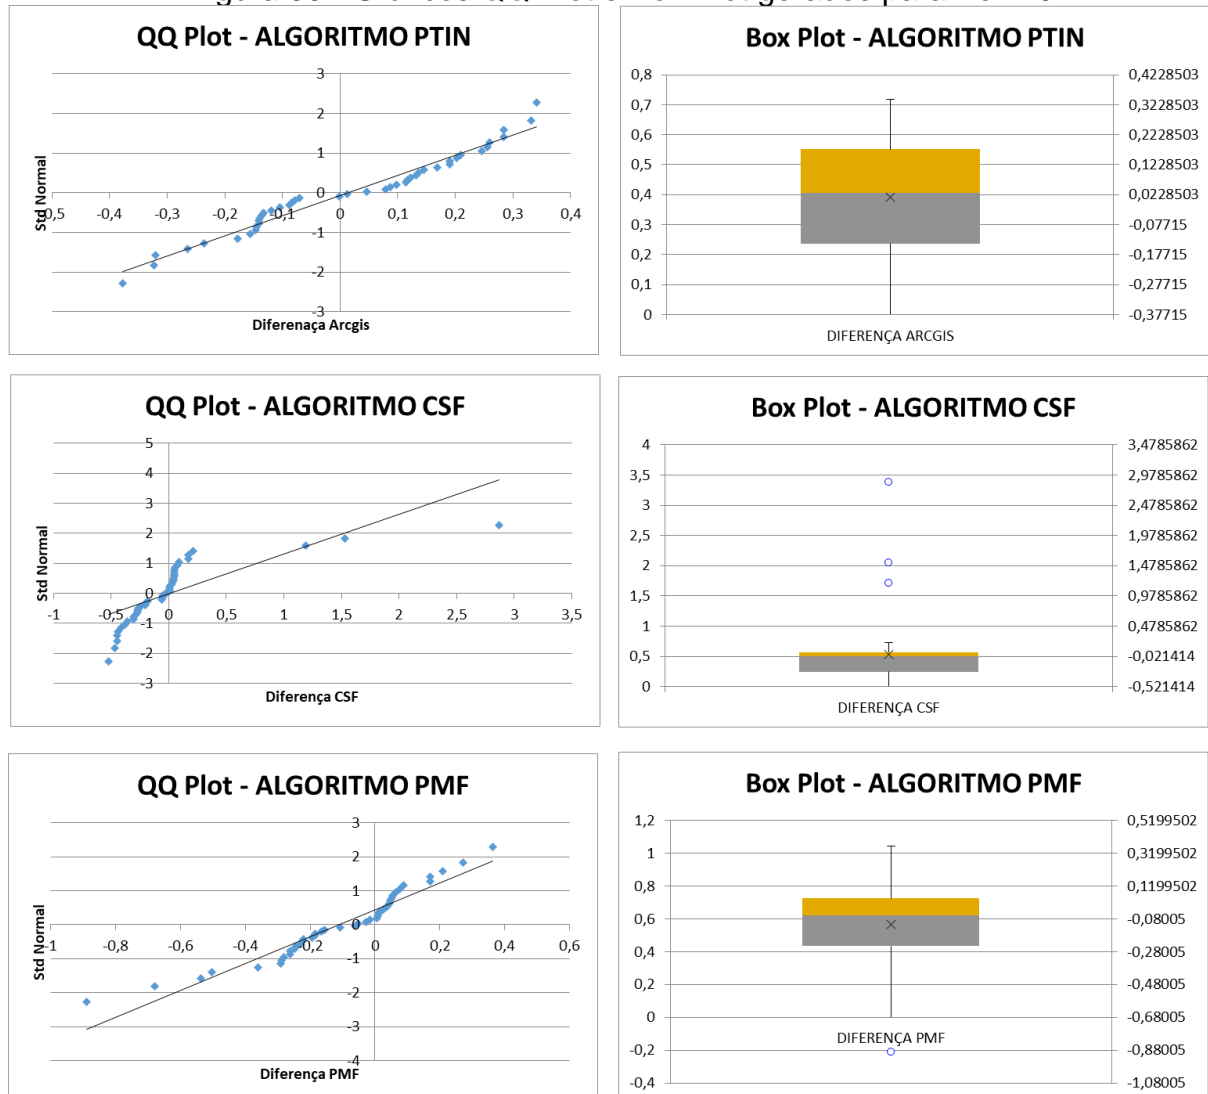 QQ Plot - ALGORITMO PTIN
3
2
1
0
-1
-2
-3
0,5 -0,4 -0,3 -0,2 -0,1 0 0,1 0,2 0,3 0,4
Std Normal
Diferenaça Arcgis
Box Plot - ALGORITMO PTIN
0,8 0,4228503
0,7 0,3228503
0,6 0,2228503
0,5 0,1228503
0,4 0,0228503
0,3 -0,07715
0,2 -0,17715
0,1 -0,27715
0 -0,37715
DIFERENÇA ARCGIS
QQ Plot - ALGORITMO CSF
5
4
3
2
1
0
-1
-2
-3
-1 -0,5 0 0,5 1 1,5 2 2,5 3 3,5
Std Normal
Diferença CSF
Box Plot - ALGORITMO CSF
4 3,4785862
3,5 2,9785862
3 2,4785862
2,5 1,9785862
2 1,4785862
1,5 0,9785862
1 0,4785862
0,5 -0,021414
0 -0,521414
DIFERENÇA CSF
QQ Plot - ALGORITMO PMF
3
2
1
0
-1
-2
-3
-4
-1 -0,8 -0,6 -0,4 -0,2 0 0,2 0,4 0,6
Std Normal
Diferença PMF
Box Plot - ALGORITMO PMF
1,2 0,5199502
1 0,3199502
0,8 0,1199502
0,6 -0,08005
0,4 -0,28005
0,2 -0,48005
0 -0,68005
-0,2 -0,88005
-0,4 -1,08005
DIFERENÇA PMF